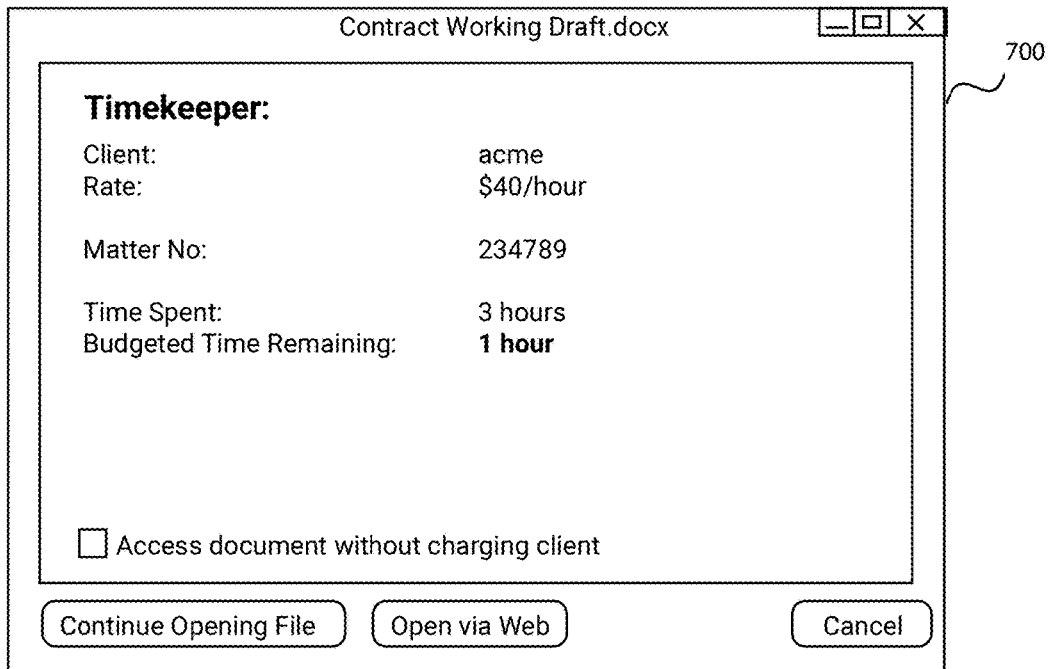 Contract Working Draft.docx
700
Timekeeper:
Client: acme
Rate: $40/hour
Matter No: 234789
Time Spent: 3 hours
Budgeted Time Remaining: 1 hour
Access document without charging client
Continue Opening File Open via Web Cancel